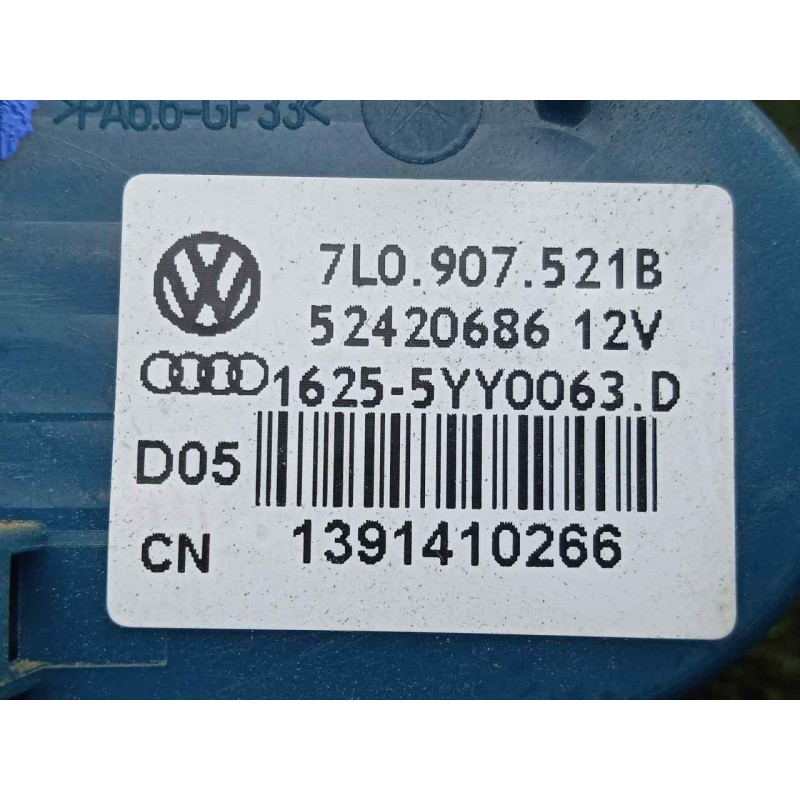 >PA6.6-GF33<
7L0.907.521B
52420686 12V
1625-5YY0063.D
D05
CN 1391410266